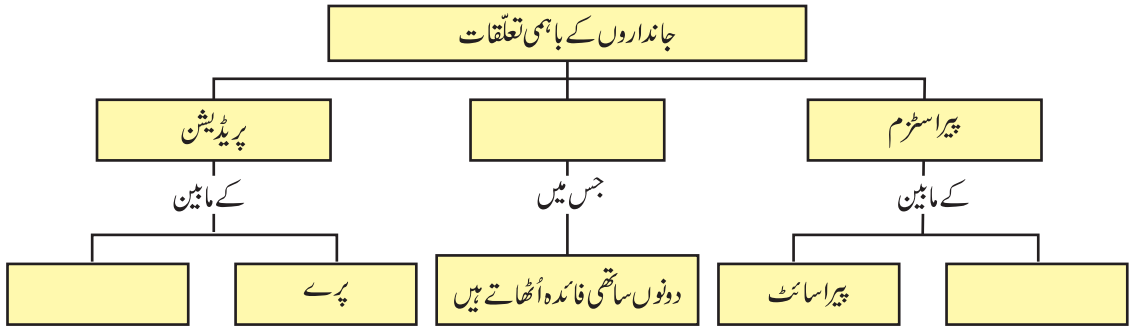 جانداروں کے باہمی تعلّقات
پیراسٹزم
پریڈیشن
کے مابین
جس میں
کے مابین
پیراسائٹ
دونوں ساتھی فائدہ اُٹھاتے ہیں
پرے